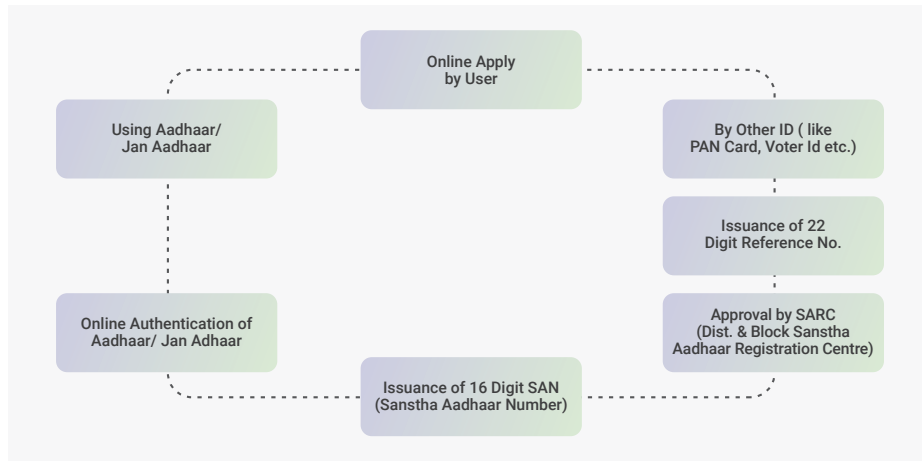 Online Apply
by User
Using Aadhaar/
Jan Aadhaar
By Other ID ( like
PAN Card, Voter Id etc.)
Issuance of 22
Digit Reference No.
Online Authentication of
Aadhaar/ Jan Adhaar
Approval by SARC
(Dist. & Block Sanstha
Aadhaar Registration Centre)
Issuance of 16 Digit SAN
(Sanstha Aadhaar Number)